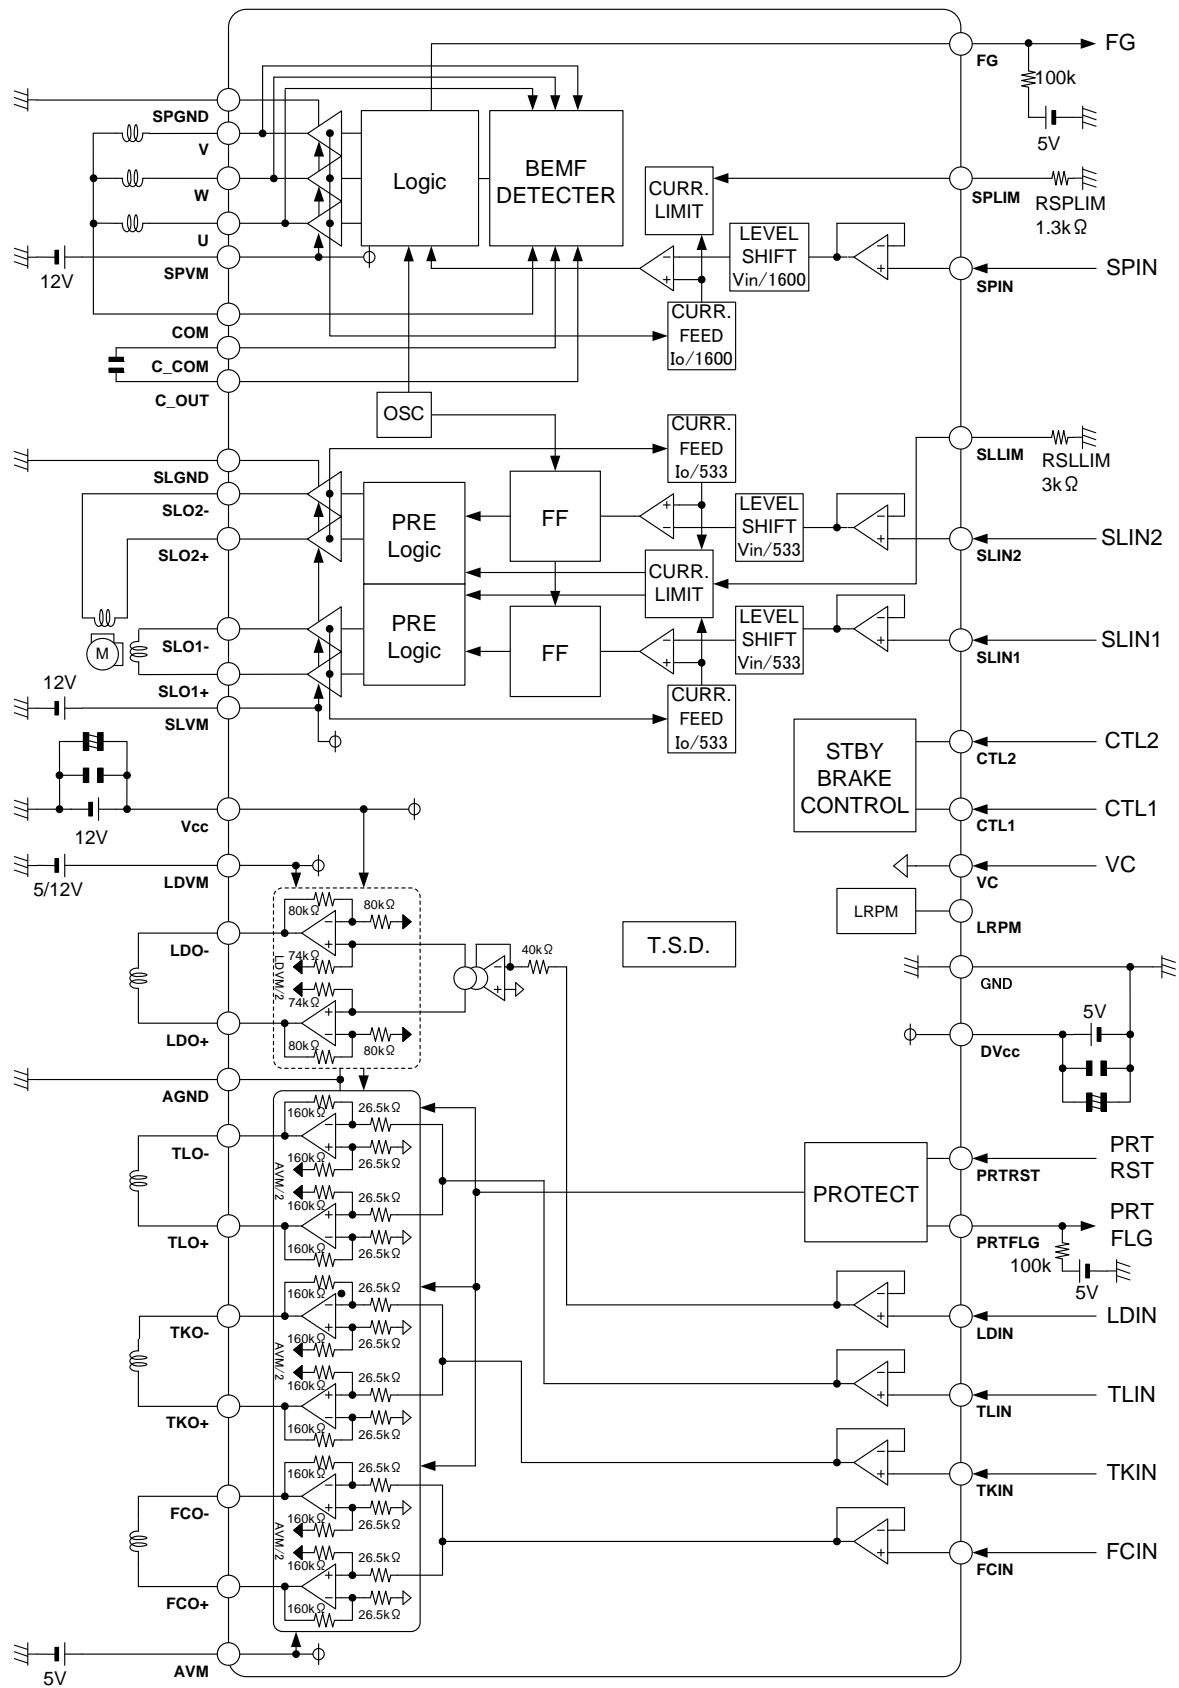 FG
FG
100k
5V
SPGND
V
W
U
SPVM
12V
COM
C_COM
C_OUT
Logic
BEMF
DETECTER
CURR.
LIMIT
SPLIM
RSPLIM
1.3kΩ
LEVEL
SHIFT
Vin/1600
SPIN
SPIN
CURR.
FEED
Io/1600
OSC
CURR.
FEED
Io/533
SLLIM
RSLLIM
3kΩ
SLGND
SLO2-
SLO2+
PRE
Logic
FF
LEVEL
SHIFT
Vin/533
SLIN2
SLIN2
CURR.
LIMIT
M
SLO1-
SLO1+
PRE
Logic
FF
LEVEL
SHIFT
Vin/533
SLIN1
SLIN1
12V
SLVM
CURR.
FEED
Io/533
STBY
BRAKE
CONTROL
CTL2
CTL2
CTL1
CTL1
12V
Vcc
5/12V
LDVM
VC
VC
LRPM
LRPM
80kΩ
80kΩ
LDO-
74kΩ
LDVM/2
74kΩ
40kΩ
T.S.D.
GND
LDO+
80kΩ
80kΩ
5V
DVcc
AGND
160kΩ
26.5kΩ
TLO-
160kΩ
26.5kΩ
AVM/2
160kΩ
26.5kΩ
TLO+
160kΩ
26.5kΩ
PROTECT
PRTRST
PRT
RST
PRTFLG
PRT
FLG
100k
5V
160kΩ
26.5kΩ
TKO-
160kΩ
26.5kΩ
AVM/2
160kΩ
26.5kΩ
TKO+
160kΩ
26.5kΩ
LDIN
LDIN
TLIN
TLIN
TKIN
TKIN
160kΩ
26.5kΩ
FCO-
160kΩ
26.5kΩ
AVM/2
160kΩ
26.5kΩ
FCO+
160kΩ
26.5kΩ
FCIN
FCIN
5V
AVM